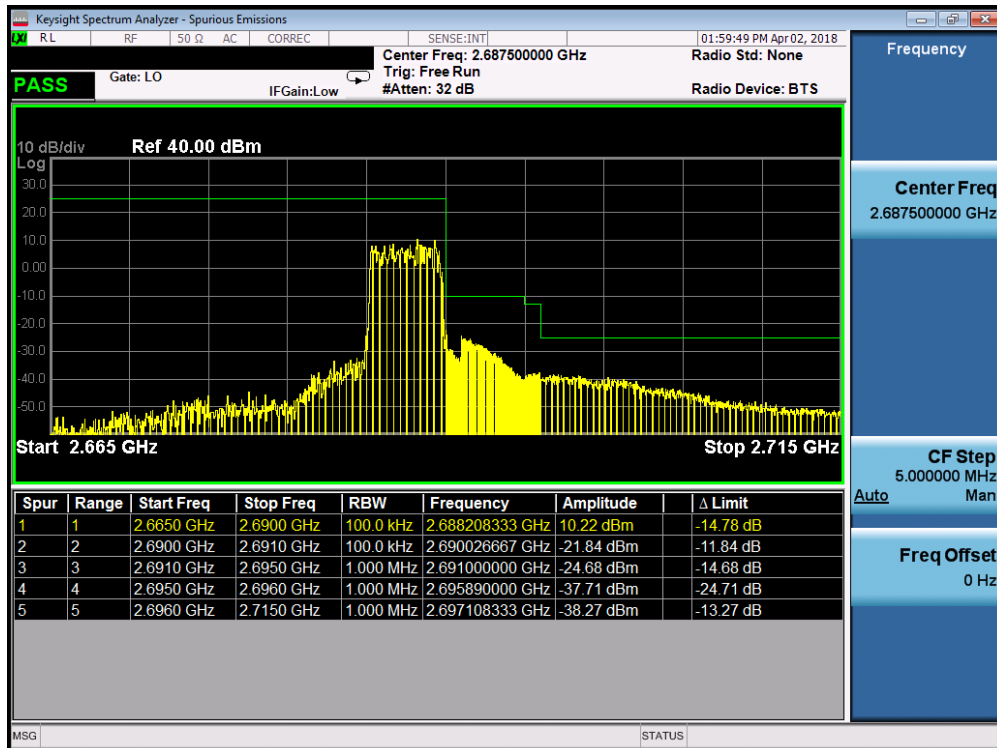 Keysight Spectrum Analyzer - Spurious Emissions
LXI RL RF 50 Ω AC CORREC SENSE:INT 01:59:49 PM Apr 02, 2018
Center Freq: 2.687500000 GHz Radio Std: None
PASS Gate: LO Trig: Free Run
IFGain:Low #Atten: 32 dB Radio Device: BTS
Frequency
10 dB/div Ref 40.00 dBm
Log
30.0
20.0
10.0
0.00
-10.0
-20.0
-30.0
-40.0
-50.0
Start 2.665 GHz Stop 2.715 GHz
Spur Range Start Freq Stop Freq RBW Frequency Amplitude Δ Limit
1 1 2.6650 GHz 2.6900 GHz 100.0 kHz 2.688208333 GHz 10.22 dBm -14.78 dB
2 2 2.6900 GHz 2.6910 GHz 100.0 kHz 2.690026667 GHz -21.84 dBm -11.84 dB
3 3 2.6910 GHz 2.6950 GHz 1.000 MHz 2.691000000 GHz -24.68 dBm -14.68 dB
4 4 2.6950 GHz 2.6960 GHz 1.000 MHz 2.695890000 GHz -37.71 dBm -24.71 dB
5 5 2.6960 GHz 2.7150 GHz 1.000 MHz 2.697108333 GHz -38.27 dBm -13.27 dB
Center Freq
2.687500000 GHz
CF Step
5.000000 MHz
Auto Man
Freq Offset
0 Hz
MSG STATUS